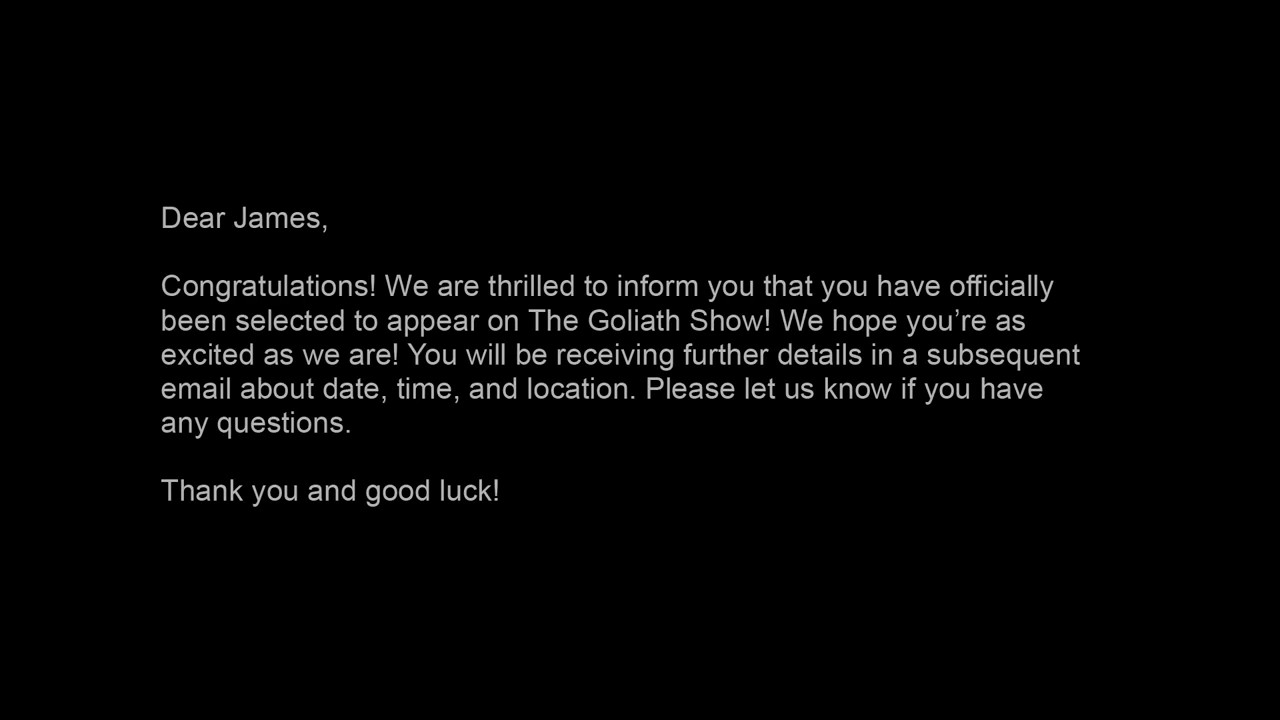 Dear James,
Congratulations! We are thrilled to inform you that you have officially
been selected to appear on The Goliath Show! We hope you’re as
excited as we are! You will be receiving further details in a subsequent
email about date, time, and location. Please let us know if you have
any questions.
Thank you and good luck!